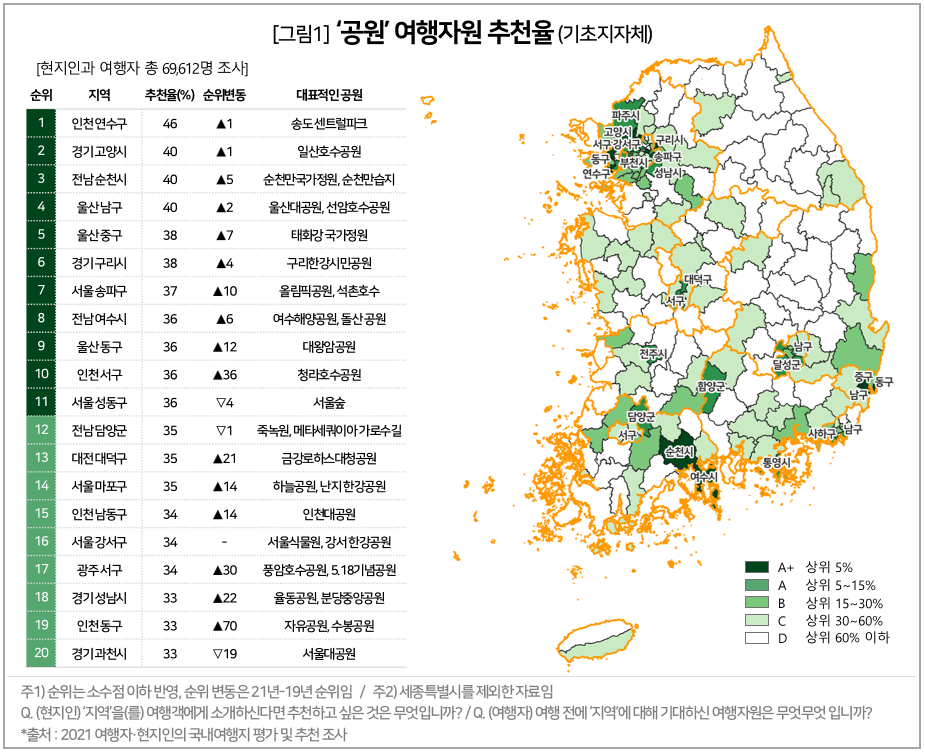 [그림1] ‘공원’ 여행자원 추천율 (기초지자체)
[현지인과 여행자 총 69,612명 조사]
순위 지역 추천율(%) 순위변동 대표적인 공원
1 인천 연수구 46 ▲1 송도 센트럴파크
2 경기 고양시 40 ▲1 일산호수공원
3 전남 순천시 40 ▲5 순천만국가정원, 순천만습지
4 울산 남구 40 ▲2 울산대공원, 선암호수공원
5 울산 중구 38 ▲7 태화강 국가정원
6 경기 구리시 38 ▲4 구리한강시민공원
7 서울 송파구 37 ▲10 올림픽공원, 석촌호수
8 전남 여수시 36 ▲6 여수해양공원, 돌산 공원
9 울산 동구 36 ▲12 대왕암공원
10 인천 서구 36 ▲36 청라호수공원
11 서울 성동구 36 ▽4 서울숲
12 전남 담양군 35 ▽1 죽녹원, 메타세쿼이아 가로수길
13 대전 대덕구 35 ▲21 금강로하스대청공원
14 서울 마포구 35 ▲14 하늘공원, 난지 한강공원
15 인천 남동구 34 ▲14 인천대공원
16 서울 강서구 34 - 서울식물원, 강서 한강공원
17 광주 서구 34 ▲30 풍암호수공원, 5.18기념공원
18 경기 성남시 33 ▲22 율동공원, 분당중앙공원
19 인천 동구 33 ▲70 자유공원, 수봉공원
20 경기 과천시 33 ▽19 서울대공원
파주시
고양시
서구 강서구 구리시
동구 부천시 송파구
연수구 성남시
대덕구
서구
전주시
남구
달성군
함양군
중구 동구
남구
담양군
서구
사하구 남구
순천시
통영시
여수시
A+ 상위 5%
A 상위 5~15%
B 상위 15~30%
C 상위 30~60%
D 상위 60% 이하
주1) 순위는 소수점 이하 반영, 순위 변동은 21년-19년 순위임 / 주2) 세종특별시를 제외한 자료임
Q. (현지인) ‘지역’을(를) 여행객에게 소개하신다면 추천하고 싶은 것은 무엇입니까? / Q. (여행자) 여행 전에 ‘지역’에 대해 기대하신 여행자원은 무엇무엇 입니까?
*출처 : 2021 여행자·현지인의 국내여행지 평가 및 추천 조사